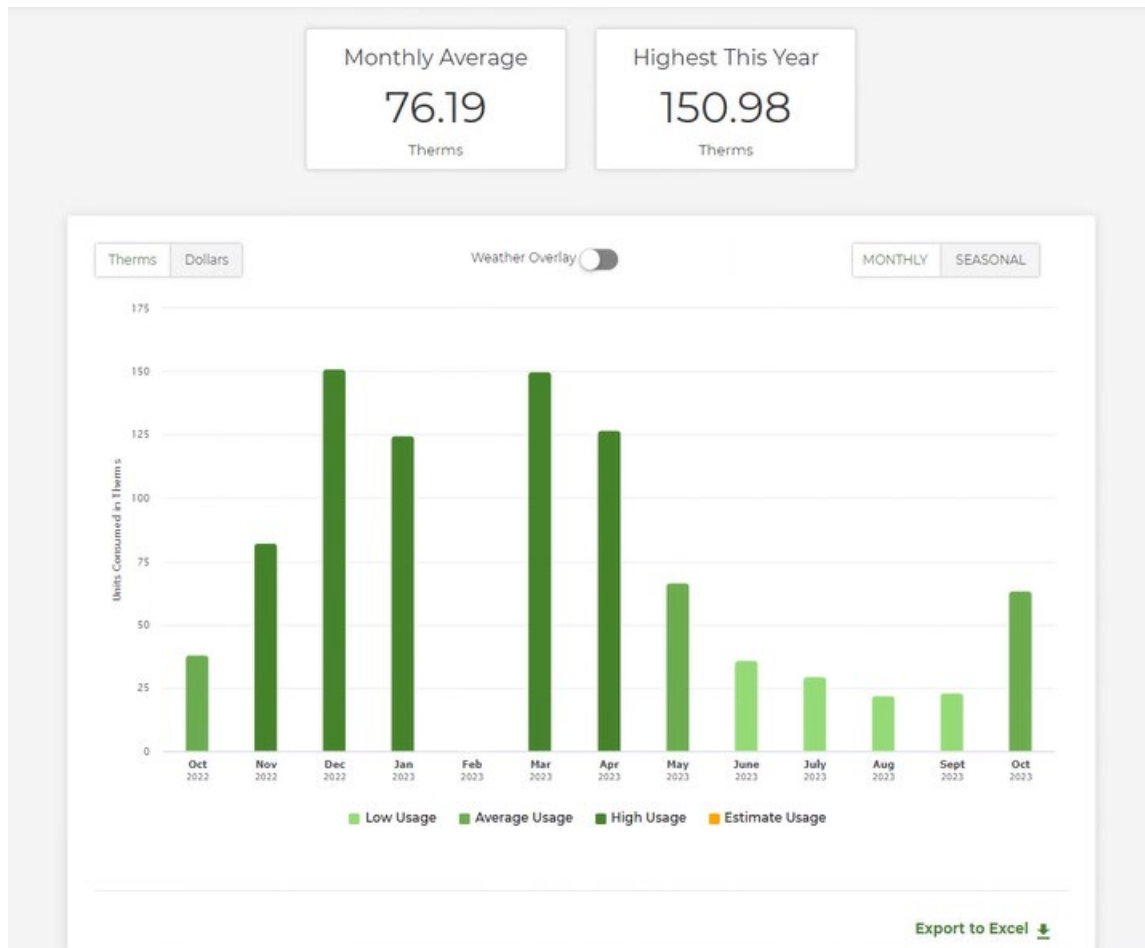 Monthly Average
76.19
Therms
Highest This Year
150.98
Therms
Therms Dollars
Weather Overlay
MONTHLY SEASONAL
Units Consumed in Therms
175
150
125
100
75
50
25
0
Oct 2022
Nov 2022
Dec 2022
Jan 2023
Feb 2023
Mar 2023
Apr 2023
May 2023
June 2023
July 2023
Aug 2023
Sept 2023
Oct 2023
Low Usage Average Usage High Usage Estimate Usage
Export to Excel